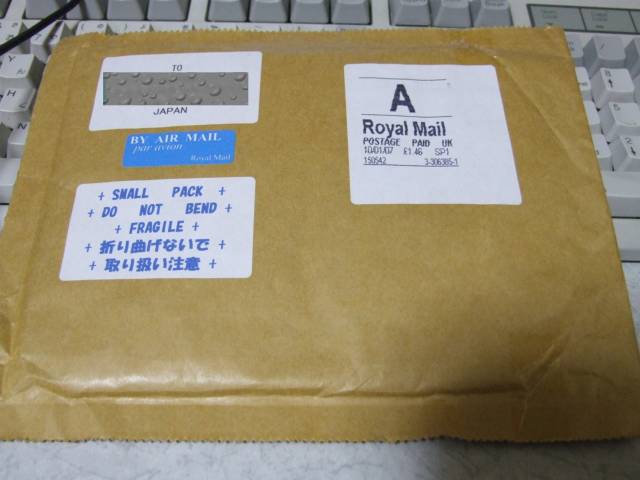 TO
JAPAN
BY AIR MAIL
par avion
Royal Mail
+ SMALL PACK +
+ DO NOT BEND +
+ FRAGILE +
+ 折り曲げないで +
+ 取り扱い注意 +
A
Royal Mail
POSTAGE PAID UK
10/01/07 £1.46 SP1
150542 3-306385-1